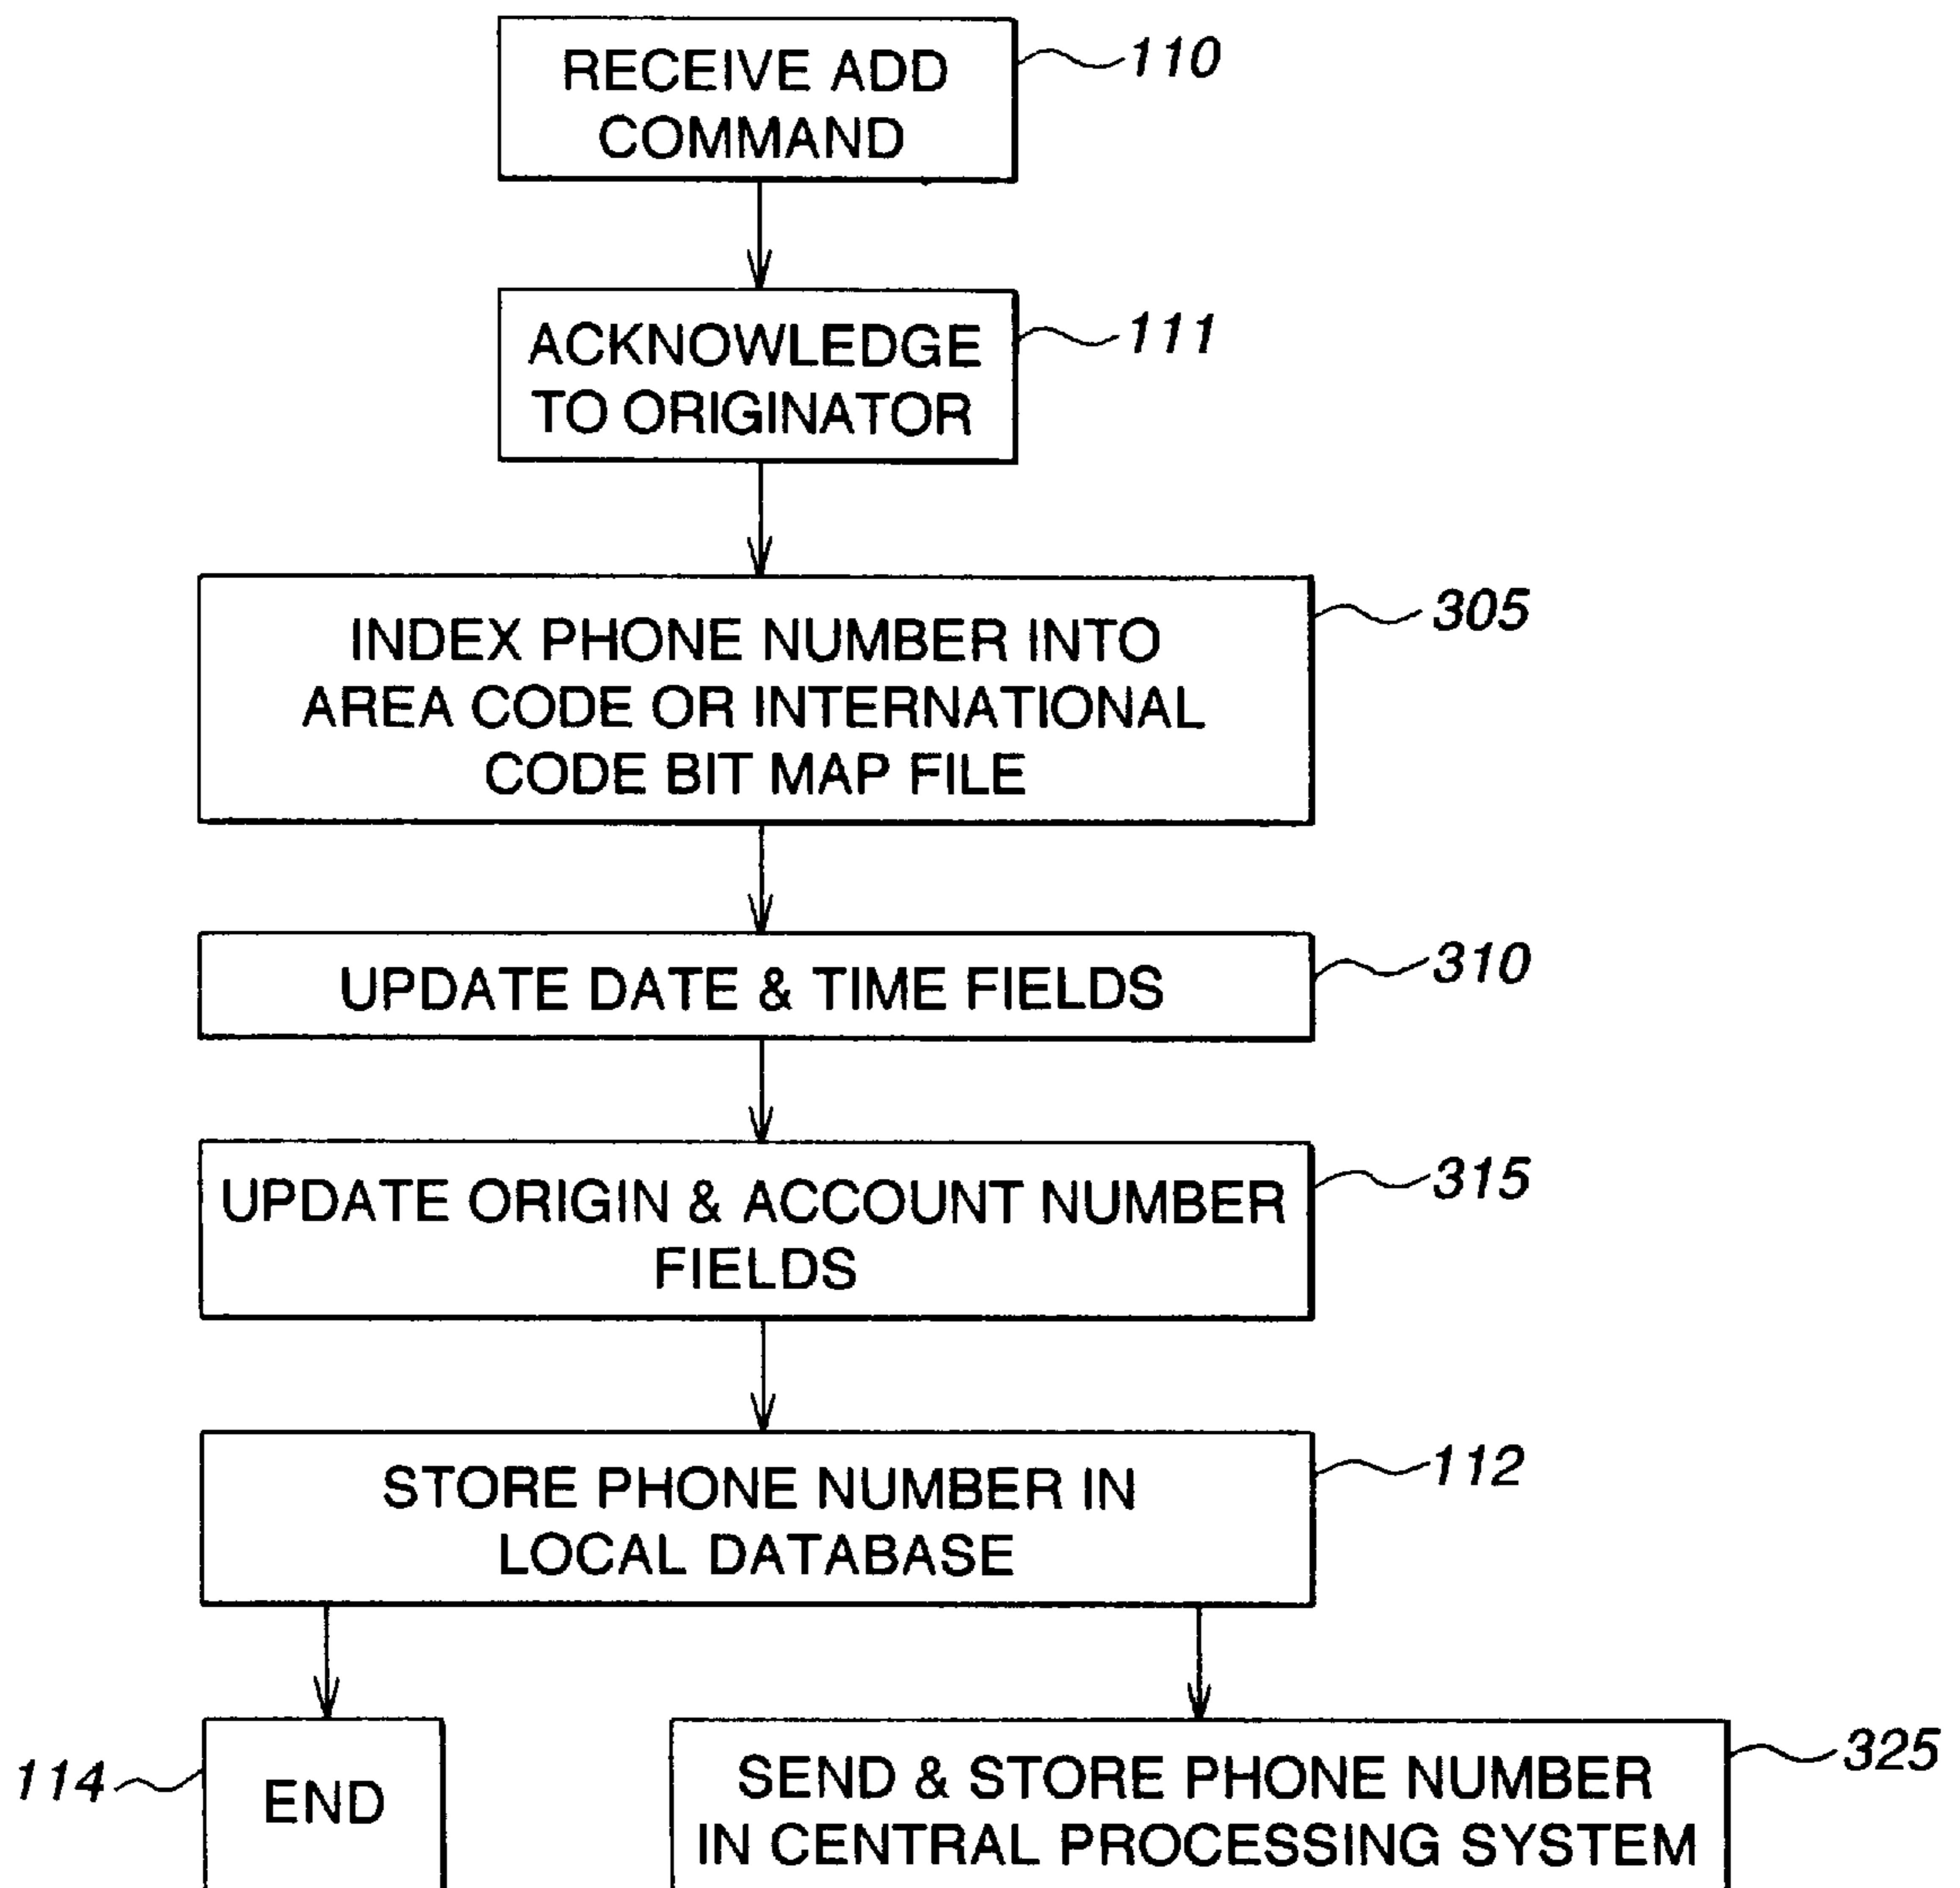 RECEIVE ADD
COMMAND
110
ACKNOWLEDGE
TO ORIGINATOR
111
INDEX PHONE NUMBER INTO
AREA CODE OR INTERNATIONAL
CODE BIT MAP FILE
305
UPDATE DATE & TIME FIELDS
310
UPDATE ORIGIN & ACCOUNT NUMBER
FIELDS
315
STORE PHONE NUMBER IN
LOCAL DATABASE
112
114
END
SEND & STORE PHONE NUMBER
IN CENTRAL PROCESSING SYSTEM
325